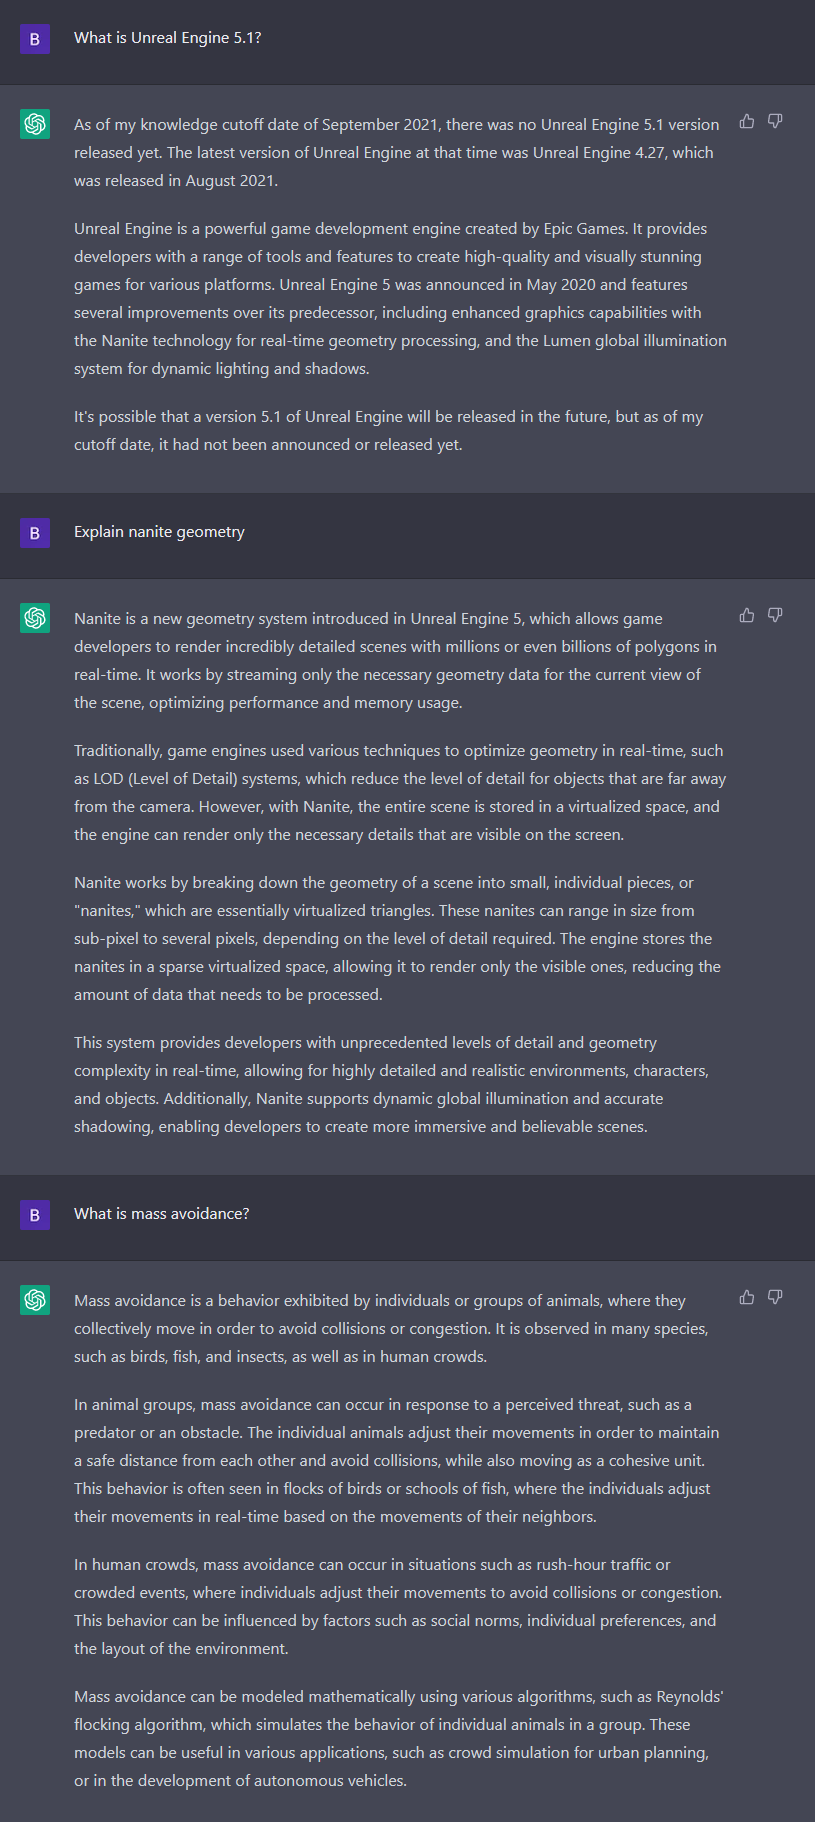 B
What is Unreal Engine 5.1?
As of my knowledge cutoff date of September 2021, there was no Unreal Engine 5.1 version
released yet. The latest version of Unreal Engine at that time was Unreal Engine 4.27, which
was released in August 2021.
Unreal Engine is a powerful game development engine created by Epic Games. It provides
developers with a range of tools and features to create high-quality and visually stunning
games for various platforms. Unreal Engine 5 was announced in May 2020 and features
several improvements over its predecessor, including enhanced graphics capabilities with
the Nanite technology for real-time geometry processing, and the Lumen global illumination
system for dynamic lighting and shadows.
It's possible that a version 5.1 of Unreal Engine will be released in the future, but as of my
cutoff date, it had not been announced or released yet.
B
Explain nanite geometry
Nanite is a new geometry system introduced in Unreal Engine 5, which allows game
developers to render incredibly detailed scenes with millions or even billions of polygons in
real-time. It works by streaming only the necessary geometry data for the current view of
the scene, optimizing performance and memory usage.
Traditionally, game engines used various techniques to optimize geometry in real-time, such
as LOD (Level of Detail) systems, which reduce the level of detail for objects that are far away
from the camera. However, with Nanite, the entire scene is stored in a virtualized space, and
the engine can render only the necessary details that are visible on the screen.
Nanite works by breaking down the geometry of a scene into small, individual pieces, or
"nanites," which are essentially virtualized triangles. These nanites can range in size from
sub-pixel to several pixels, depending on the level of detail required. The engine stores the
nanites in a sparse virtualized space, allowing it to render only the visible ones, reducing the
amount of data that needs to be processed.
This system provides developers with unprecedented levels of detail and geometry
complexity in real-time, allowing for highly detailed and realistic environments, characters,
and objects. Additionally, Nanite supports dynamic global illumination and accurate
shadowing, enabling developers to create more immersive and believable scenes.
B
What is mass avoidance?
Mass avoidance is a behavior exhibited by individuals or groups of animals, where they
collectively move in order to avoid collisions or congestion. It is observed in many species,
such as birds, fish, and insects, as well as in human crowds.
In animal groups, mass avoidance can occur in response to a perceived threat, such as a
predator or an obstacle. The individual animals adjust their movements in order to maintain
a safe distance from each other and avoid collisions, while also moving as a cohesive unit.
This behavior is often seen in flocks of birds or schools of fish, where the individuals adjust
their movements in real-time based on the movements of their neighbors.
In human crowds, mass avoidance can occur in situations such as rush-hour traffic or
crowded events, where individuals adjust their movements to avoid collisions or congestion.
This behavior can be influenced by factors such as social norms, individual preferences, and
the layout of the environment.
Mass avoidance can be modeled mathematically using various algorithms, such as Reynolds'
flocking algorithm, which simulates the behavior of individual animals in a group. These
models can be useful in various applications, such as crowd simulation for urban planning,
or in the development of autonomous vehicles.